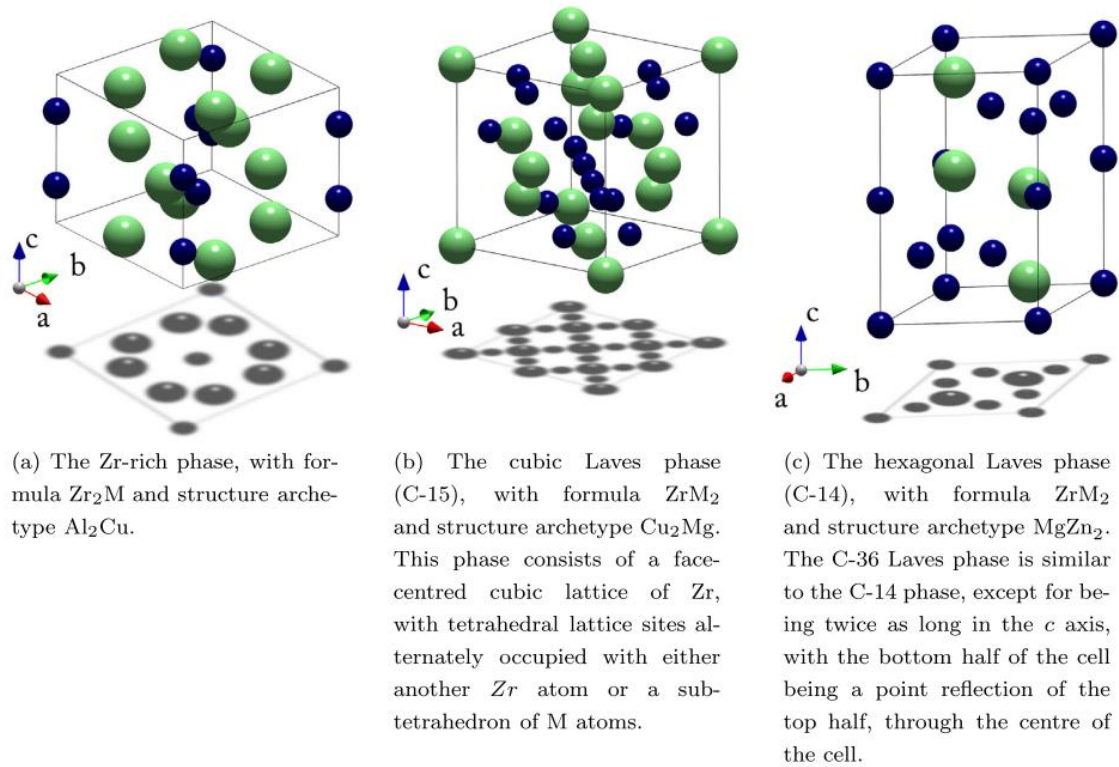 c
b
a
c
b
a
c
b
a
(a) The Zr-rich phase, with for-
mula Zr₂M and structure arche-
type Al₂Cu.
(b) The cubic Laves phase
(C-15), with formula ZrM₂
and structure archetype Cu₂Mg.
This phase consists of a face-
centred cubic lattice of Zr,
with tetrahedral lattice sites al-
ternately occupied with either
another Zr atom or a sub-
tetrahedron of M atoms.
(c) The hexagonal Laves phase
(C-14), with formula ZrM₂
and structure archetype MgZn₂.
The C-36 Laves phase is similar
to the C-14 phase, except for be-
ing twice as long in the c axis,
with the bottom half of the cell
being a point reflection of the
top half, through the centre of
the cell.